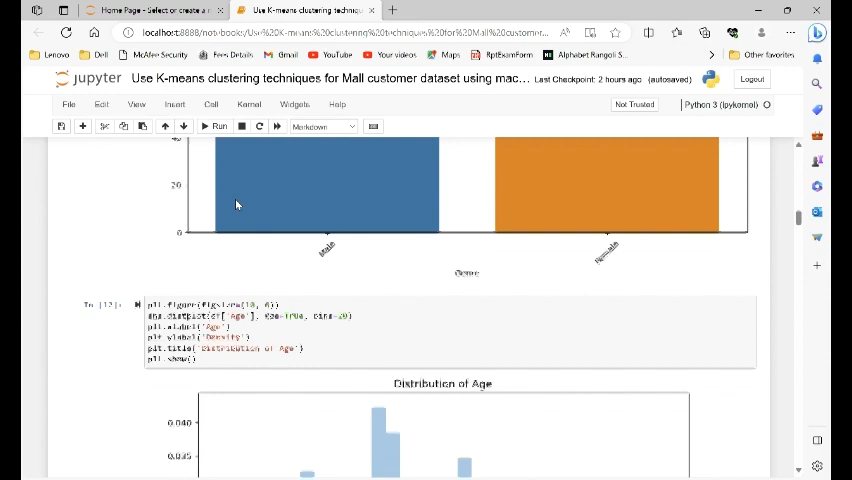 Home Page - Select or create a n
Use K-means clustering techniqu
localhost:8888/notebooks/Use%20K-means%20clustering%20techniques%20for%20Mall%20customer...
Lenovo
Dell
McAfee Security
Fees Details
Gmail
YouTube
Your videos
Maps
RptExamForm
Alphabet Rangoli S...
Other favorites
jupyter
Use K-means clustering techniques for Mall customer dataset using mac...
Last Checkpoint: 2 hours ago (autosaved)
Logout
File Edit View Insert Cell Kernel Widgets Help
Not Trusted
Python 3 (ipykernel)
Run
Markdown
20
0
Male
Female
Genre
In [12]:
plt.figure(figsize=(10, 6))
sns.distplot(df['Age'], kde=True, bins=20)
plt.xlabel('Age')
plt.ylabel('Density')
plt.title('Distribution of Age')
plt.show()
Distribution of Age
0.040
0.035